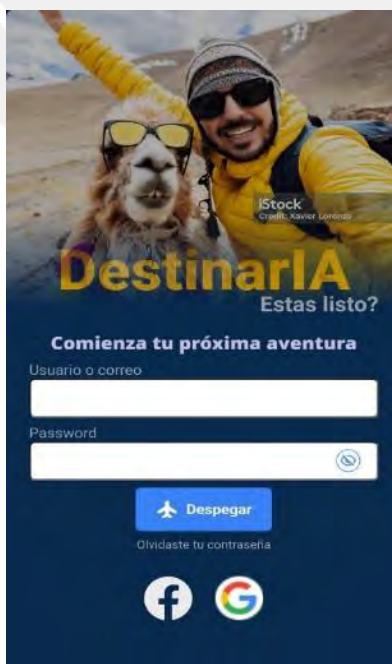 iStock
Credit: Xavier Lorenzo
DestinarIA
Estas listo?
Comienza tu próxima aventura
Usuario o correo
Password
Despegar
Olvidaste tu contraseña